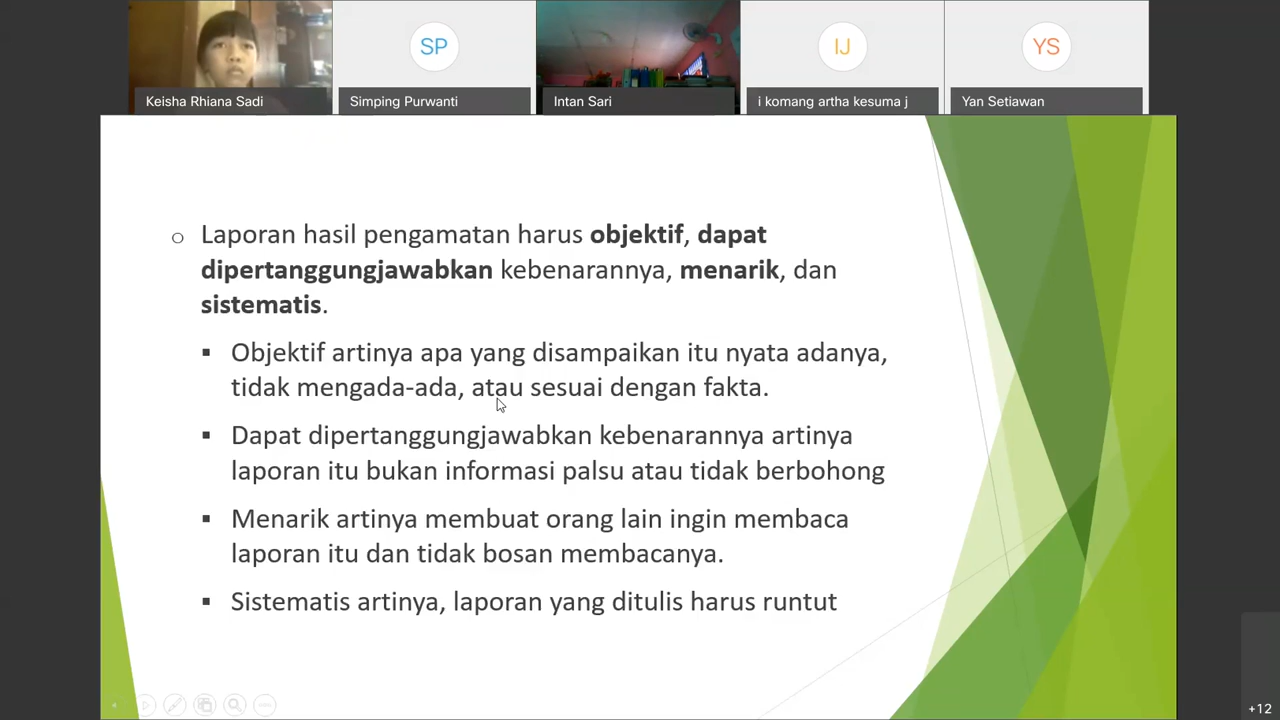 SP
IJ
YS
Keisha Rhiana Sadi
Simping Purwanti
Intan Sari
i komang artha kesuma j
Yan Setiawan
Laporan hasil pengamatan harus objektif, dapat
dipertanggungjawabkan kebenarannya, menarik, dan
sistematis.
Objektif artinya apa yang disampaikan itu nyata adanya,
tidak mengada-ada, atau sesuai dengan fakta.
Dapat dipertanggungjawabkan kebenarannya artinya
laporan itu bukan informasi palsu atau tidak berbohong
Menarik artinya membuat orang lain ingin membaca
laporan itu dan tidak bosan membacanya.
Sistematis artinya, laporan yang ditulis harus runtut
+12